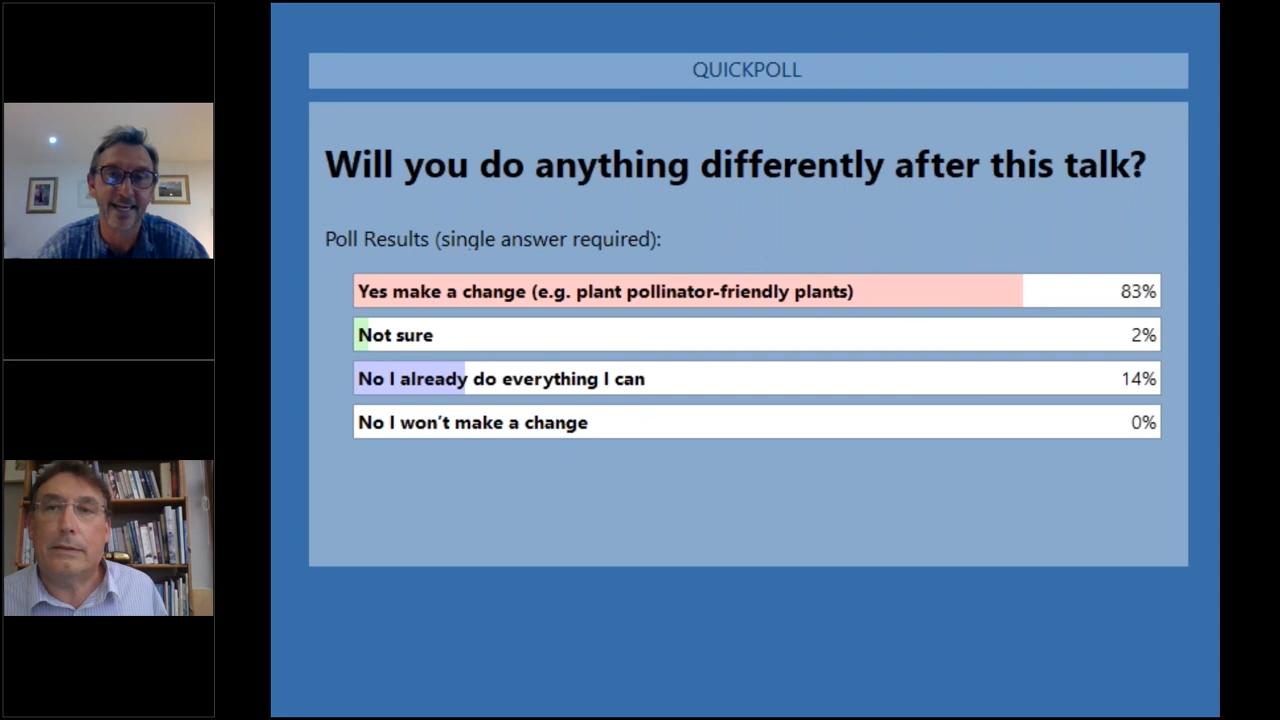 QUICKPOLL
Will you do anything differently after this talk?
Poll Results (single answer required):
Yes make a change (e.g. plant pollinator-friendly plants)
83%
Not sure
2%
No I already do everything I can
14%
No I won’t make a change
0%